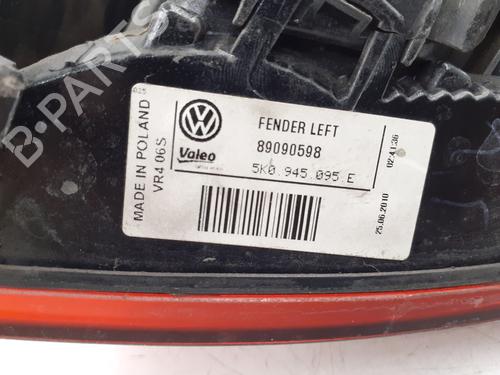 B-PARTS
035
MADE IN POLAND
VR4 06S
Valeo
FENDER LEFT
89090598
5K0.945.095.E
02:41:36
25.06.2010